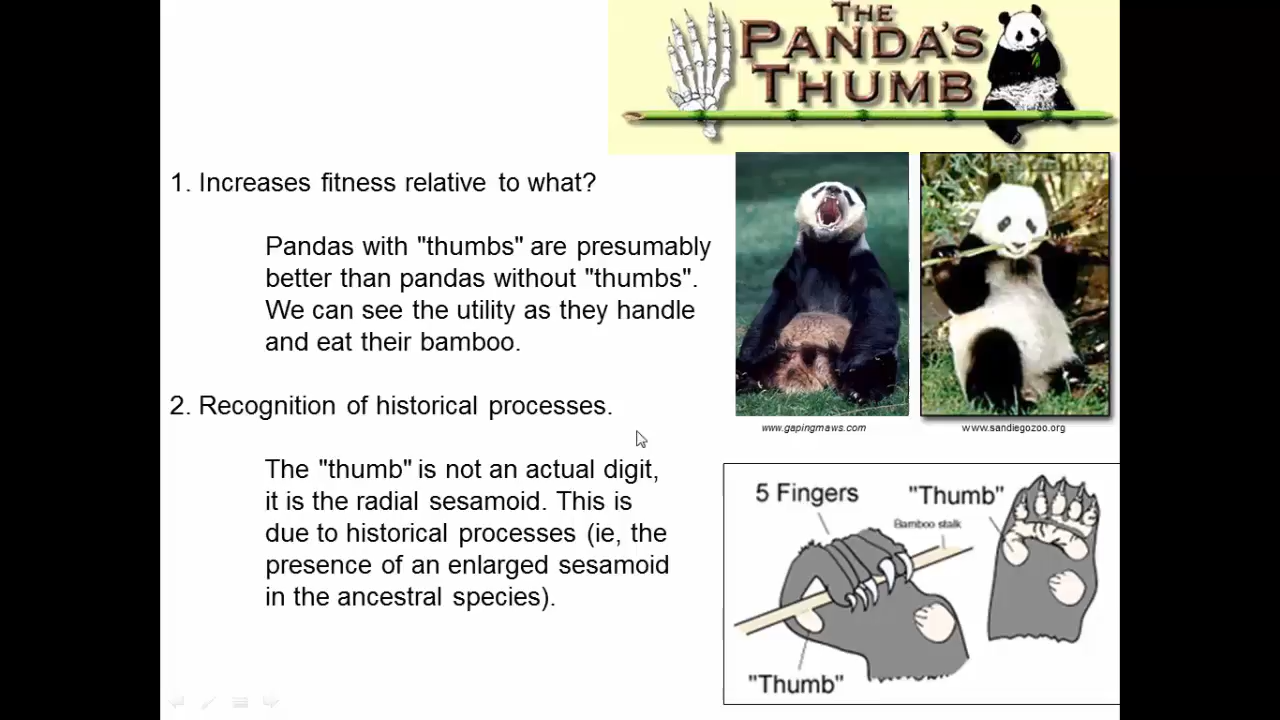 THE
PANDA'S
THUMB
1. Increases fitness relative to what?
Pandas with "thumbs" are presumably
better than pandas without "thumbs".
We can see the utility as they handle
and eat their bamboo.
2. Recognition of historical processes.
The "thumb" is not an actual digit,
it is the radial sesamoid. This is
due to historical processes (ie, the
presence of an enlarged sesamoid
in the ancestral species).
www.gapingmaws.com
www.sandiegozoo.org
5 Fingers
"Thumb"
Bamboo stalk
"Thumb"